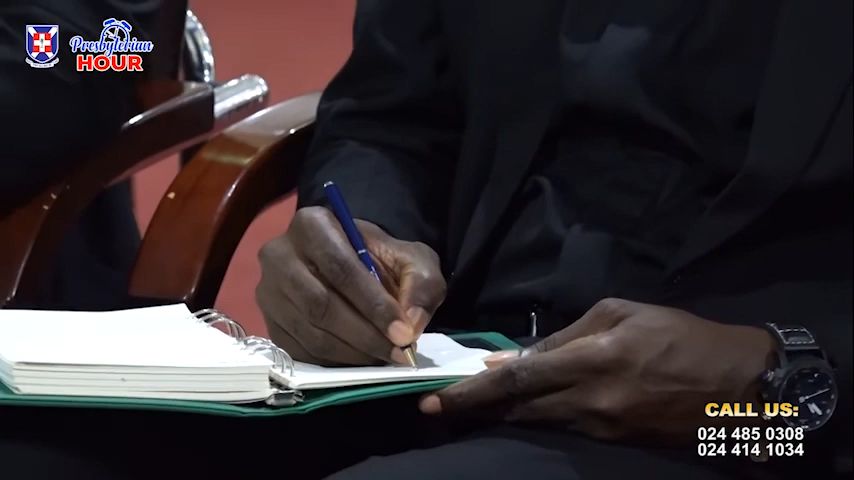 Presbyterian
HOUR
CALL US:
024 485 0308
024 414 1034